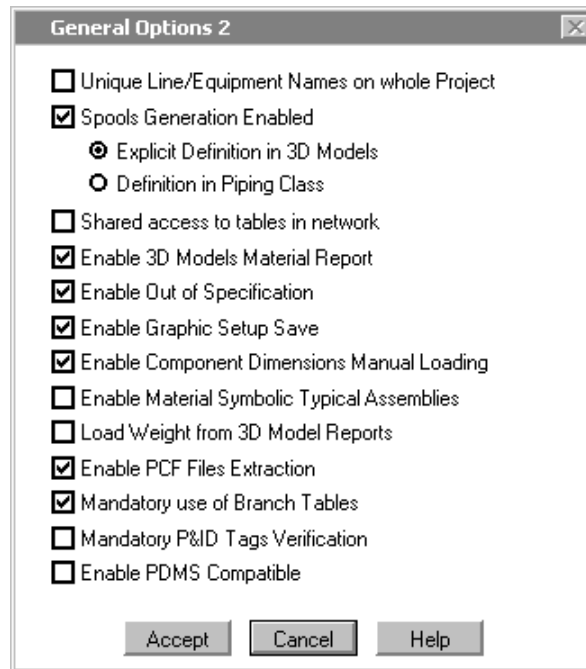 General Options 2
Unique Line/Equipment Names on whole Project
Spools Generation Enabled
Explicit Definition in 3D Models
Definition in Piping Class
Shared access to tables in network
Enable 3D Models Material Report
Enable Out of Specification
Enable Graphic Setup Save
Enable Component Dimensions Manual Loading
Enable Material Symbolic Typical Assemblies
Load Weight from 3D Model Reports
Enable PCF Files Extraction
Mandatory use of Branch Tables
Mandatory P&ID Tags Verification
Enable PDMS Compatible
Accept Cancel Help